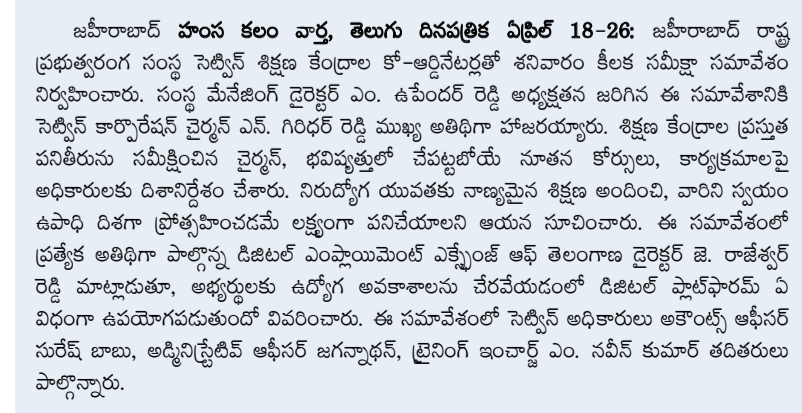 జహీరాబాద్ హంస కలం వార్త, తెలుగు దినపత్రిక ఏప్రిల్ 18-26: జహీరాబాద్ రాష్ట్ర
ప్రభుత్వరంగ సంస్థ సెట్విన్ శిక్షణ కేంద్రాల కో-ఆర్డినేటర్లతో శనివారం కీలక సమీక్షా సమావేశం
నిర్వహించారు. సంస్థ మేనేజింగ్ డైరెక్టర్ ఎం. ఉపేందర్ రెడ్డి అధ్యక్షతన జరిగిన ఈ సమావేశానికి
సెట్విన్ కార్పొరేషన్ చైర్మన్ ఎన్. గిరిధర్ రెడ్డి ముఖ్య అతిథిగా హాజరయ్యారు. శిక్షణ కేంద్రాల ప్రస్తుత
పనితీరును సమీక్షించిన చైర్మన్, భవిష్యత్తులో చేపట్టబోయే నూతన కోర్సులు, కార్యక్రమాలపై
అధికారులకు దిశానిర్దేశం చేశారు. నిరుద్యోగ యువతకు నాణ్యమైన శిక్షణ అందించి, వారిని స్వయం
ఉపాధి దిశగా ప్రోత్సహించడమే లక్ష్యంగా పనిచేయాలని ఆయన సూచించారు. ఈ సమావేశంలో
ప్రత్యేక అతిథిగా పాల్గొన్న డిజిటల్ ఎంప్లాయిమెంట్ ఎక్స్ఛేంజ్ ఆఫ్ తెలంగాణ డైరెక్టర్ జె. రాజేశ్వర్
రెడ్డి మాట్లాడుతూ, అభ్యర్థులకు ఉద్యోగ అవకాశాలను చేరవేయడంలో డిజిటల్ ప్లాట్‌ఫారమ్ ఏ
విధంగా ఉపయోగపడుతుందో వివరించారు. ఈ సమావేశంలో సెట్విన్ అధికారులు అకౌంట్స్ ఆఫీసర్
సురేష్ బాబు, అడ్మినిస్ట్రేటివ్ ఆఫీసర్ జగన్నాథన్, ట్రైనింగ్ ఇంచార్జ్ ఎం. నవీన్ కుమార్ తదితరులు
పాల్గొన్నారు.